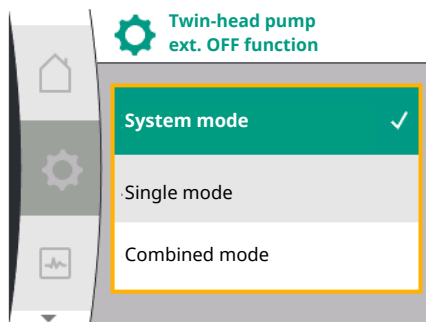 Twin-head pump
ext. OFF function
System mode
Single mode
Combined mode